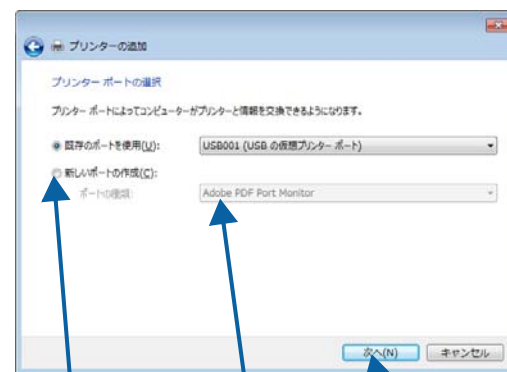 プリンターの追加
プリンター ポートの選択
プリンター ポートによってコンピューターがプリンターと情報を交換できるようになります。
既存のポートを使用(U): USB001 (USB の仮想プリンター ポート)
新しいポートの作成(C):
ポートの種類: Adobe PDF Port Monitor
次へ(N) キャンセル